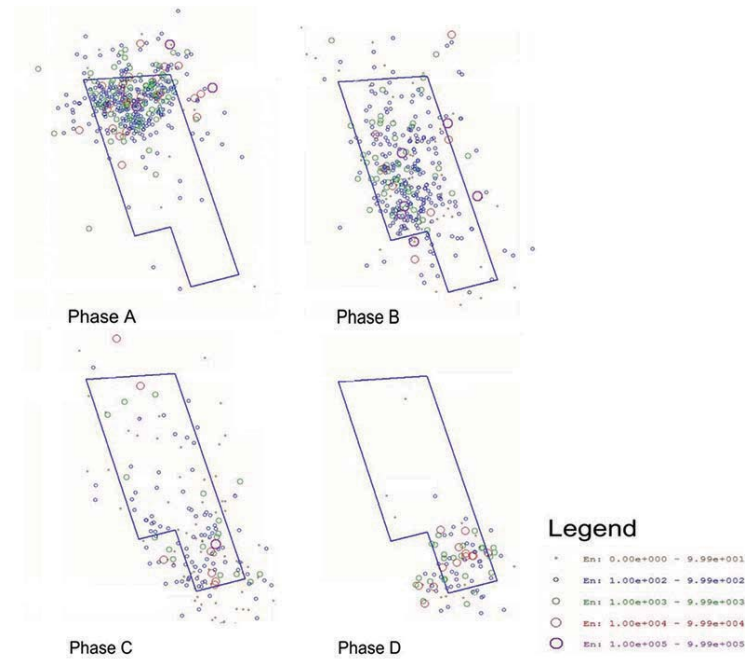 Phase A
Phase B
Phase C
Phase D
Legend
En: 0.00e+000 - 9.99e+001
En: 1.00e+002 - 9.99e+002
En: 1.00e+003 - 9.99e+003
En: 1.00e+004 - 9.99e+004
En: 1.00e+005 - 9.99e+005